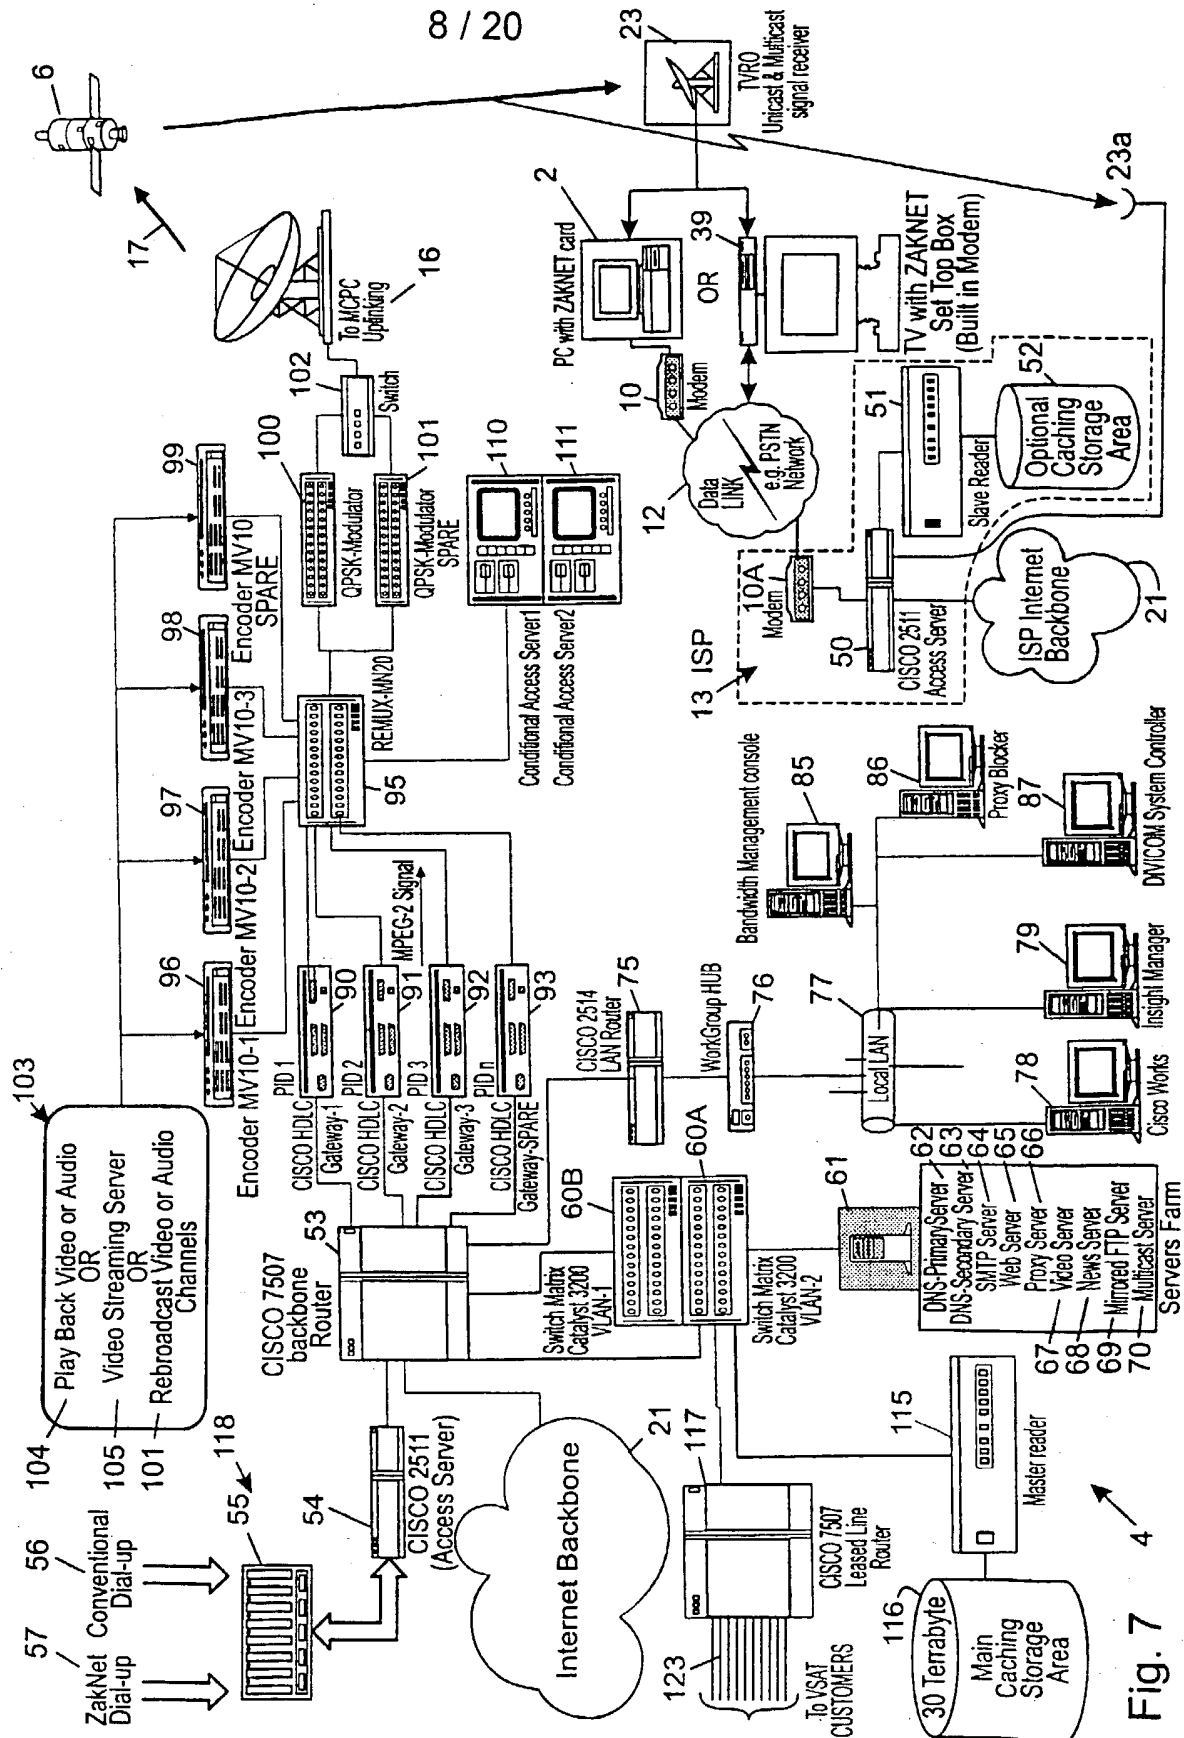 8 / 20
57
ZakNet
Dial-up
56
Conventional
Dial-up
55
118
54
CISCO 2511
(Access Server)
104
Play Back Video or Audio
OR
105
Video Streaming Server
OR
101
Rebroadcast Video or Audio
Channels
103
CISCO 7507
backbone
Router
53
Internet Backbone
21
96
Encoder MV10-1
97
Encoder MV10-2
98
Encoder MV10-3
99
Encoder MV10
SPARE
PID 1
90
CISCO HDLC
Gateway-1
PID 2
91
CISCO HDLC
Gateway-2
PID 3
92
CISCO HDLC
Gateway-3
PID n
93
CISCO HDLC
Gateway-SPARE
MPEG-2 Signal
95
REMUX-MN20
100
QPSK-Modulator
101
QPSK-Modulator
SPARE
102
Switch
To MCPC
Uplinking
16
17
6
110
111
Conditional Access Server1
Conditional Access Server2
23
TVRO
Unicast & Multicast
signal receiver
23a
2
PC with ZAKNET card
39
OR
TV with ZAKNET
Set Top Box
(Built in Modem)
10
Modem
12
Data
LINK
e.g. PSTN
Network
13 ISP
10A
Modem
50
CISCO 2511
Access Server
51
Slave Reader
52
Optional
Caching
Storage
Area
ISP Internet
Backbone
21
75
CISCO 2514
LAN Router
76
WorkGroup HUB
77
Local LAN
78
Cisco Works
79
Insight Manager
85
Bandwidth Management console
86
Proxy Blocker
87
DIVICOM System Controller
60B
60A
Switch Matrix
Catalyst 3200
VLAN-1
Switch Matrix
Catalyst 3200
VLAN-2
61
62
DNS-PrimaryServer
63
DNS-Secondary Server
64
SMTP Server
65
Web Server
66
Proxy Server
67
Video Server
68
News Server
69
Mirrored FTP Server
70
Multicast Server
Servers Farm
117
CISCO 7507
Leased Line
Router
123
To VSAT
CUSTOMERS
115
Master reader
116
30 Terrabyte
Main
Caching
Storage
Area
4
Fig. 7